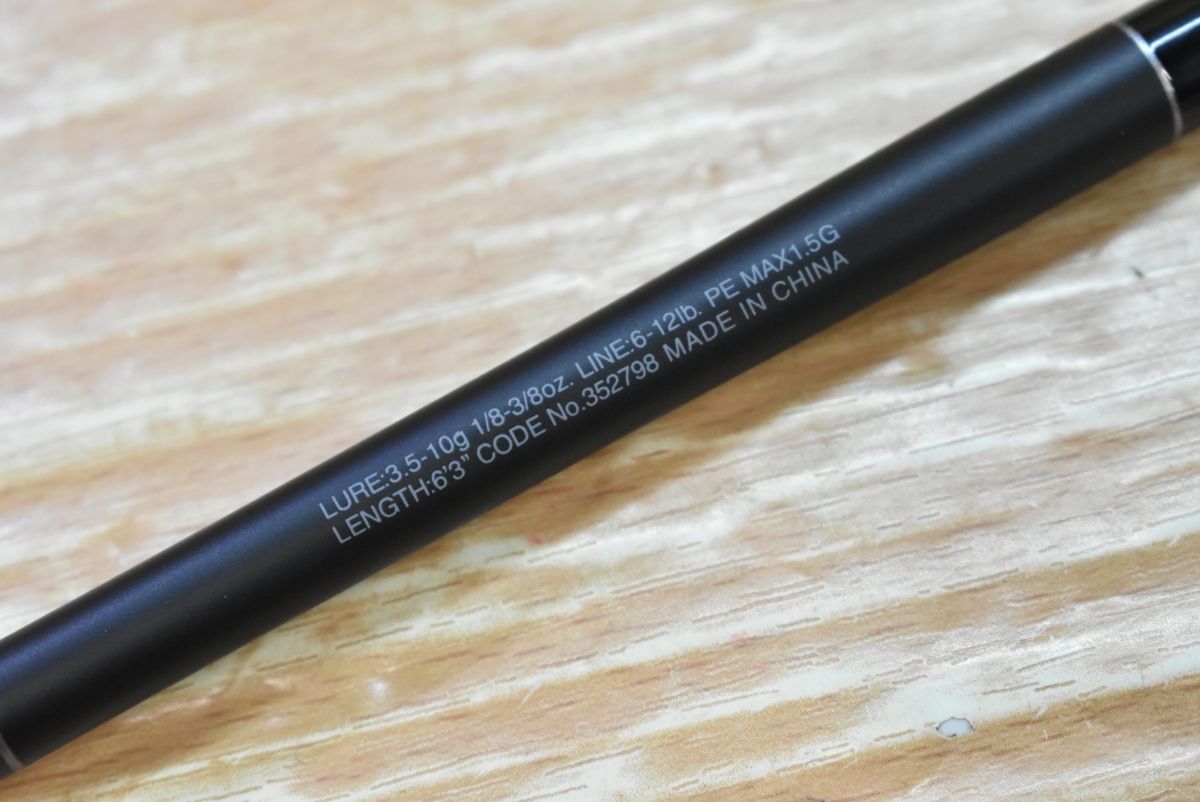 LURE:3.5-10g 1/8-3/8oz. LINE:6-12lb. PE MAX1.5G
LENGTH:6'3" CODE No.352798 MADE IN CHINA